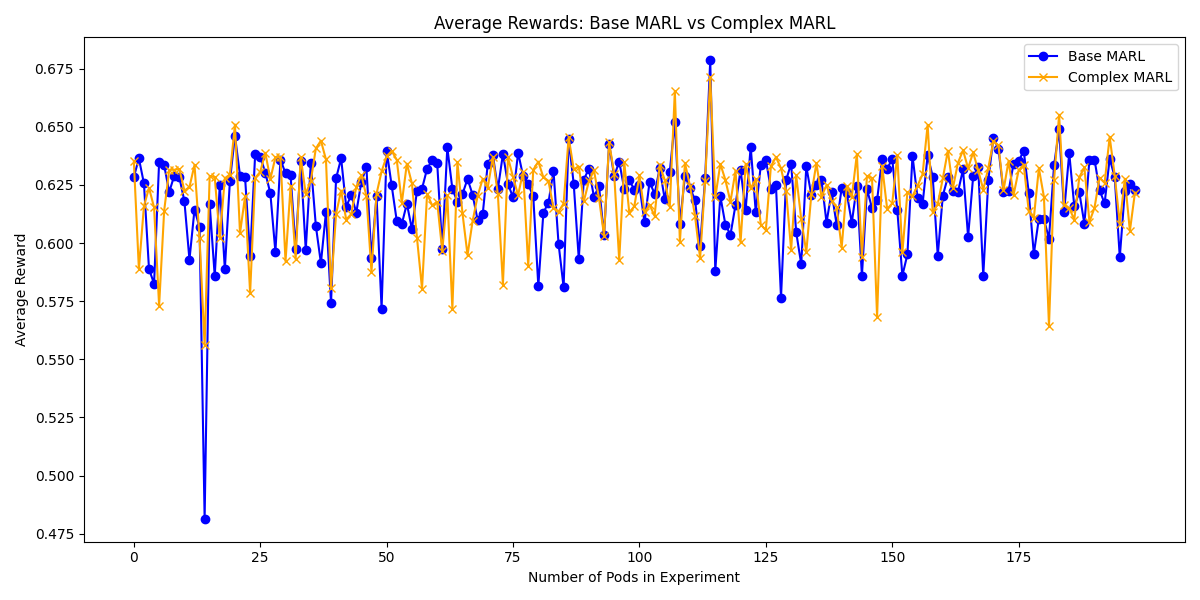 Average Rewards: Base MARL vs Complex MARL
Base MARL
Complex MARL
0.675
0.650
0.625
0.600
0.575
0.550
0.525
0.500
0.475
Average Reward
0 25 50 75 100 125 150 175
Number of Pods in Experiment